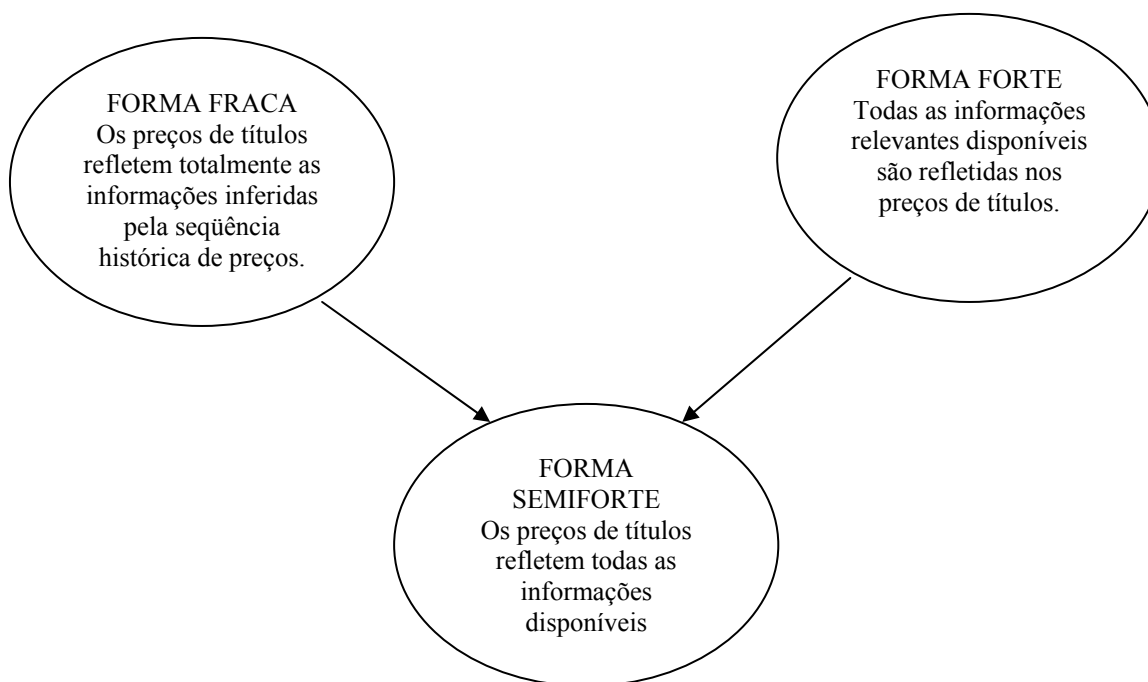 FORMA FRACA
Os preços de títulos
refletem totalmente as
informações inferidas
pela seqüência
histórica de preços.
FORMA FORTE
Todas as informações
relevantes disponíveis
são refletidas nos
preços de títulos.
FORMA
SEMIFORTE
Os preços de títulos
refletem todas as
informações
disponíveis